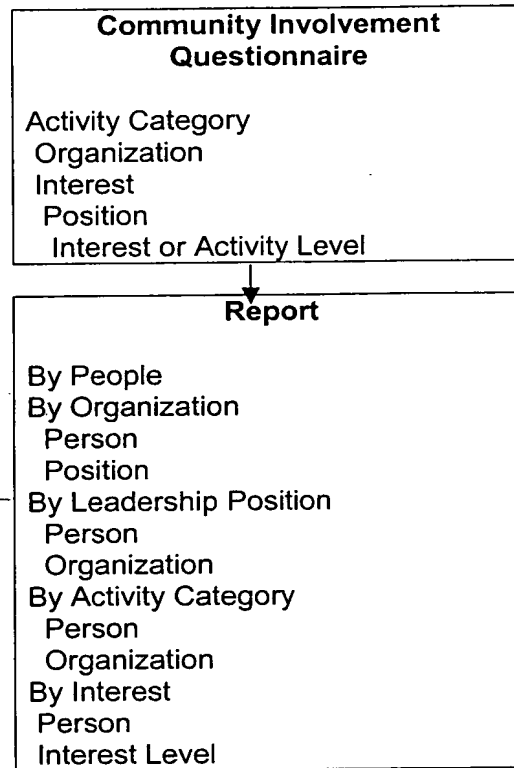 Community Involvement
Questionnaire
Activity Category
Organization
Interest
Position
Interest or Activity Level
Report
By People
By Organization
Person
Position
By Leadership Position
Person
Organization
By Activity Category
Person
Organization
By Interest
Person
Interest Level